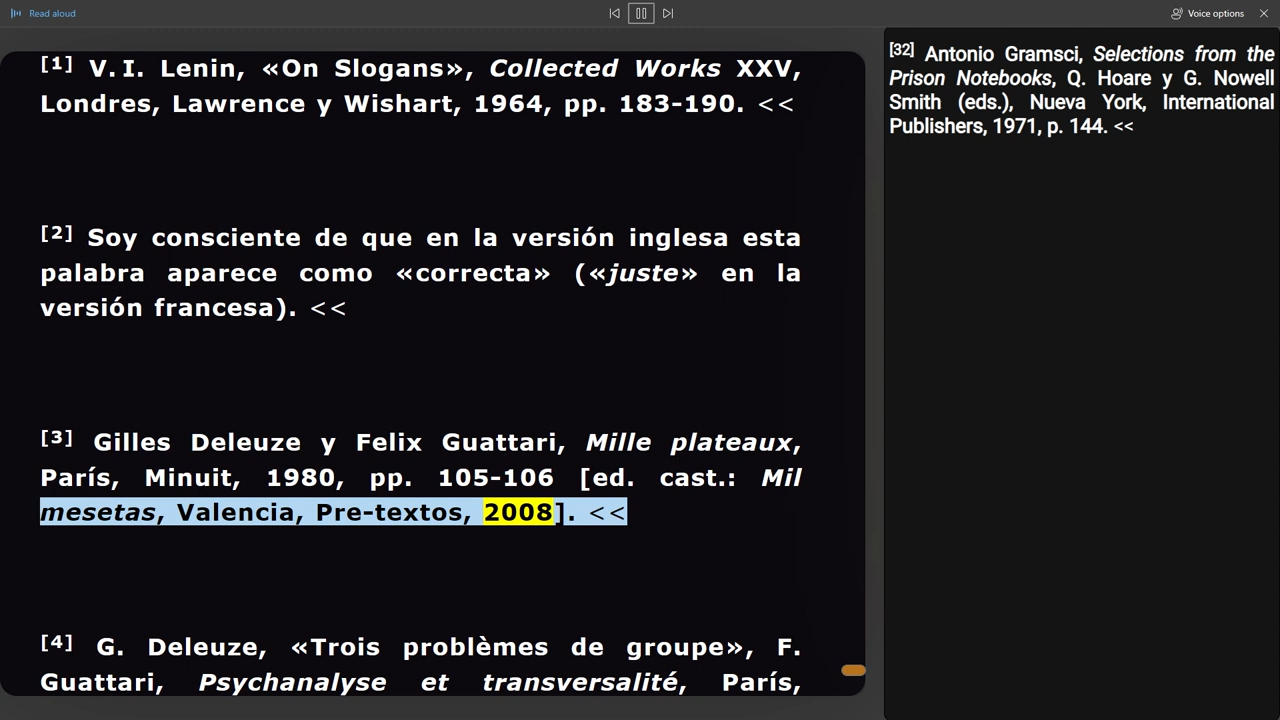 Read aloud
Voice options
[1] V. I. Lenin, «On Slogans», Collected Works XXV,
Londres, Lawrence y Wishart, 1964, pp. 183-190. <<
[2] Soy consciente de que en la versión inglesa esta
palabra aparece como «correcta» («juste» en la
versión francesa). <<
[3] Gilles Deleuze y Felix Guattari, Mille plateaux,
París, Minuit, 1980, pp. 105-106 [ed. cast.: Mil
mesetas, Valencia, Pre-textos, 2008]. <<
[4] G. Deleuze, «Trois problèmes de groupe», F.
Guattari, Psychanalyse et transversalité, París,
[32] Antonio Gramsci, Selections from the
Prison Notebooks, Q. Hoare y G. Nowell
Smith (eds.), Nueva York, International
Publishers, 1971, p. 144. <<